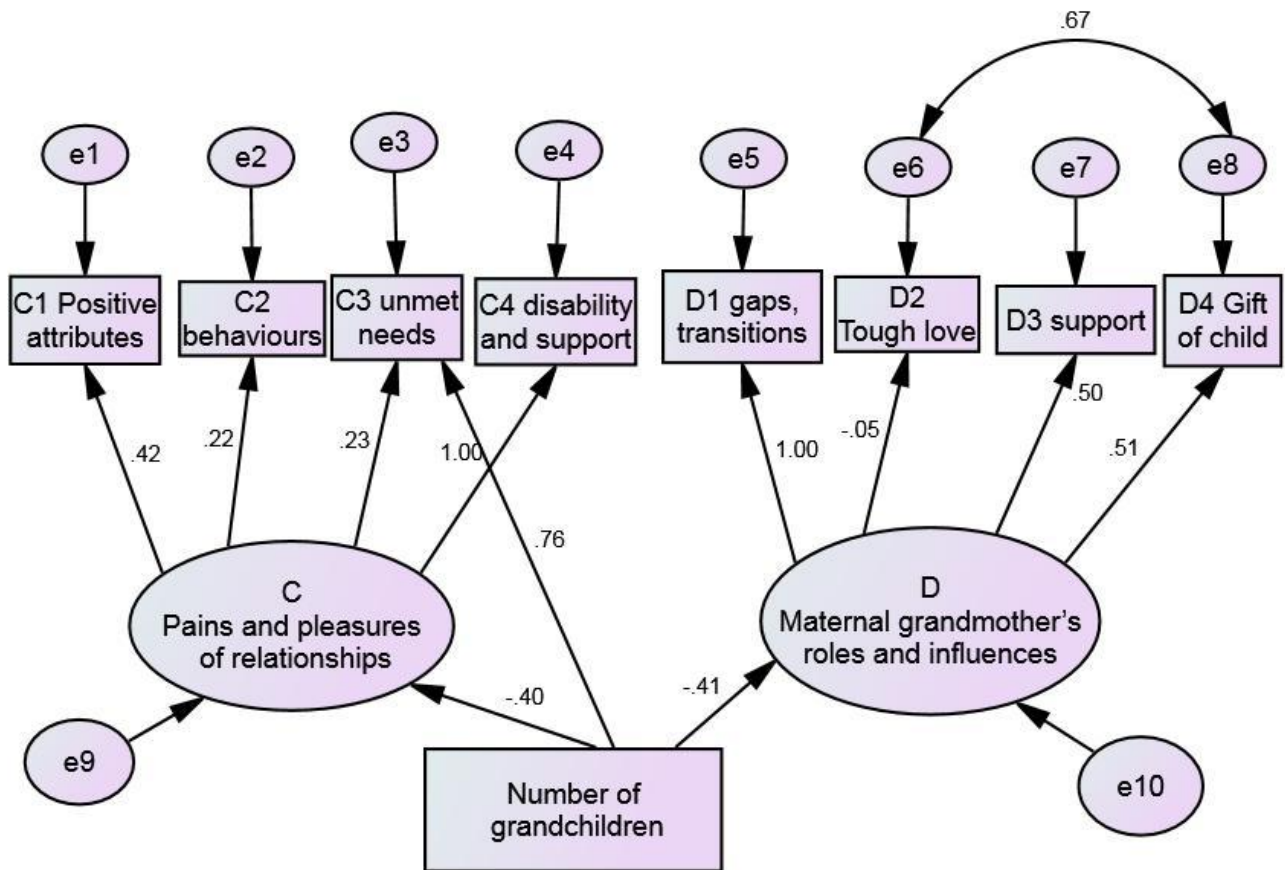 .67
e1
e2
e3
e4
e5
e6
e7
e8
C1 Positive
attributes
C2
behaviours
C3 unmet
needs
C4 disability
and support
D1 gaps,
transitions
D2
Tough love
D3 support
D4 Gift
of child
.42
.22
.23
1.00
.76
1.00
-.05
.50
.51
C
Pains and pleasures
of relationships
D
Maternal grandmother’s
roles and influences
-.40
-.41
e9
Number of
grandchildren
e10